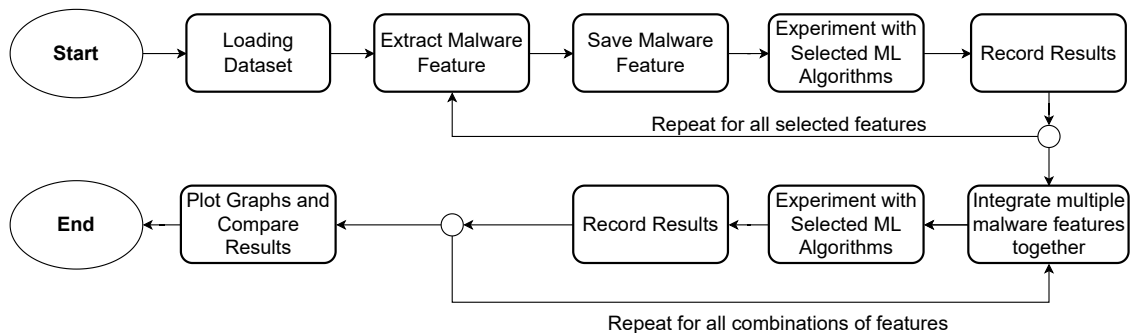 Start
Loading
Dataset
Extract Malware
Feature
Save Malware
Feature
Experiment with
Selected ML
Algorithms
Record Results
Repeat for all selected features
End
Plot Graphs and
Compare
Results
Record Results
Experiment with
Selected ML
Algorithms
Integrate multiple
malware features
together
Repeat for all combinations of features